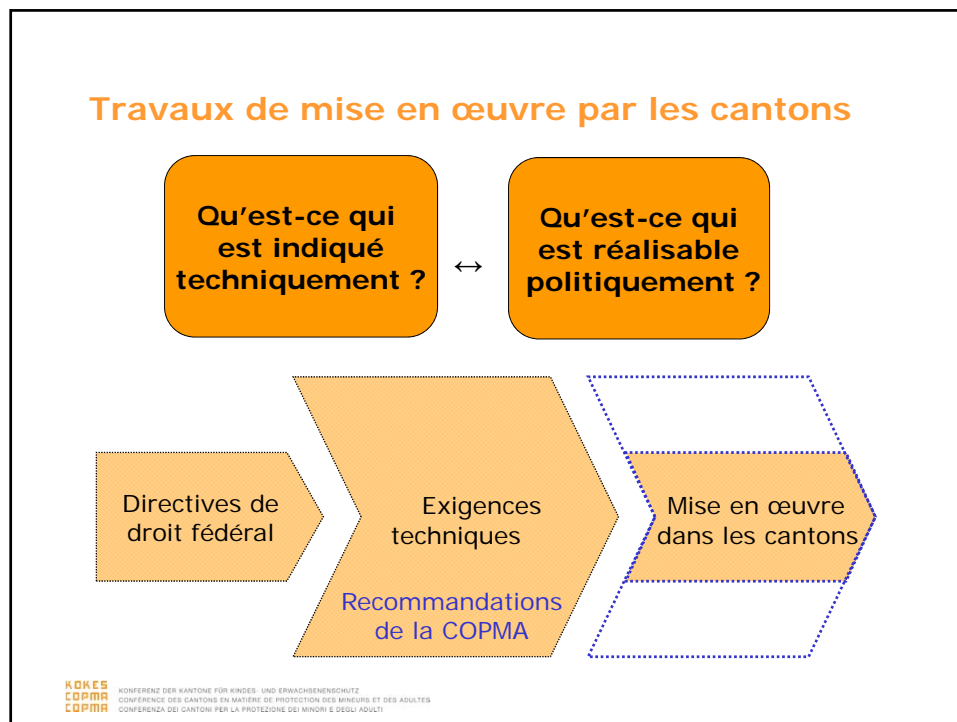 Travaux de mise en œuvre par les cantons
Qu'est-ce qui
est indiqué
techniquement ?
↔
Qu'est-ce qui
est réalisable
politiquement ?
Directives de
droit fédéral
Exigences
techniques
Recommandations
de la COPMA
Mise en œuvre
dans les cantons
KOKES
COPMA
COPMA
KONFERENZ DER KANTONE FÜR KINDES- UND ERWACHSENENSCHUTZ
CONFÉRENCE DES CANTONS EN MATIÈRE DE PROTECTION DES MINEURS ET DES ADULTES
CONFERENZA DEI CANTONI PER LA PROTEZIONE DEI MINORI E DEGLI ADULTI